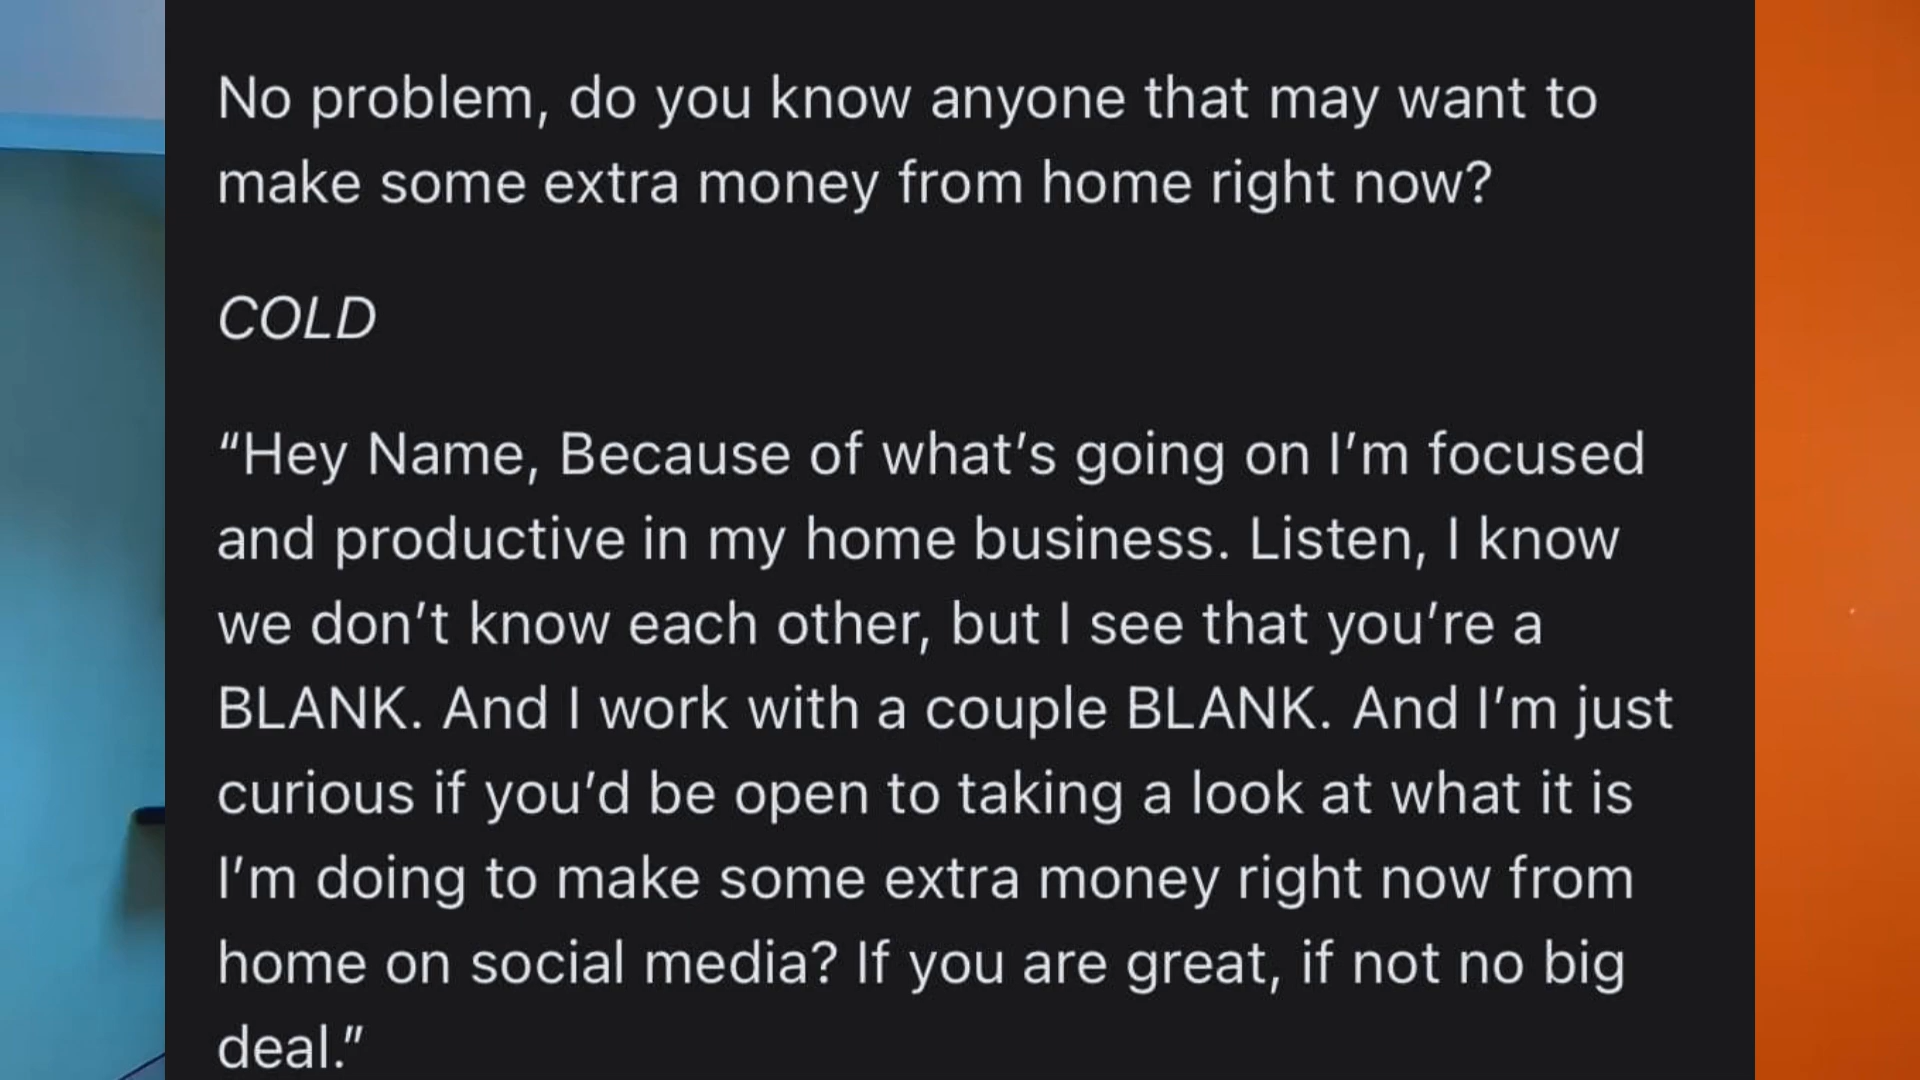 No problem, do you know anyone that may want to
make some extra money from home right now?
COLD
“Hey Name, Because of what’s going on I’m focused
and productive in my home business. Listen, I know
we don’t know each other, but I see that you’re a
BLANK. And I work with a couple BLANK. And I’m just
curious if you’d be open to taking a look at what it is
I’m doing to make some extra money right now from
home on social media? If you are great, if not no big
deal.”